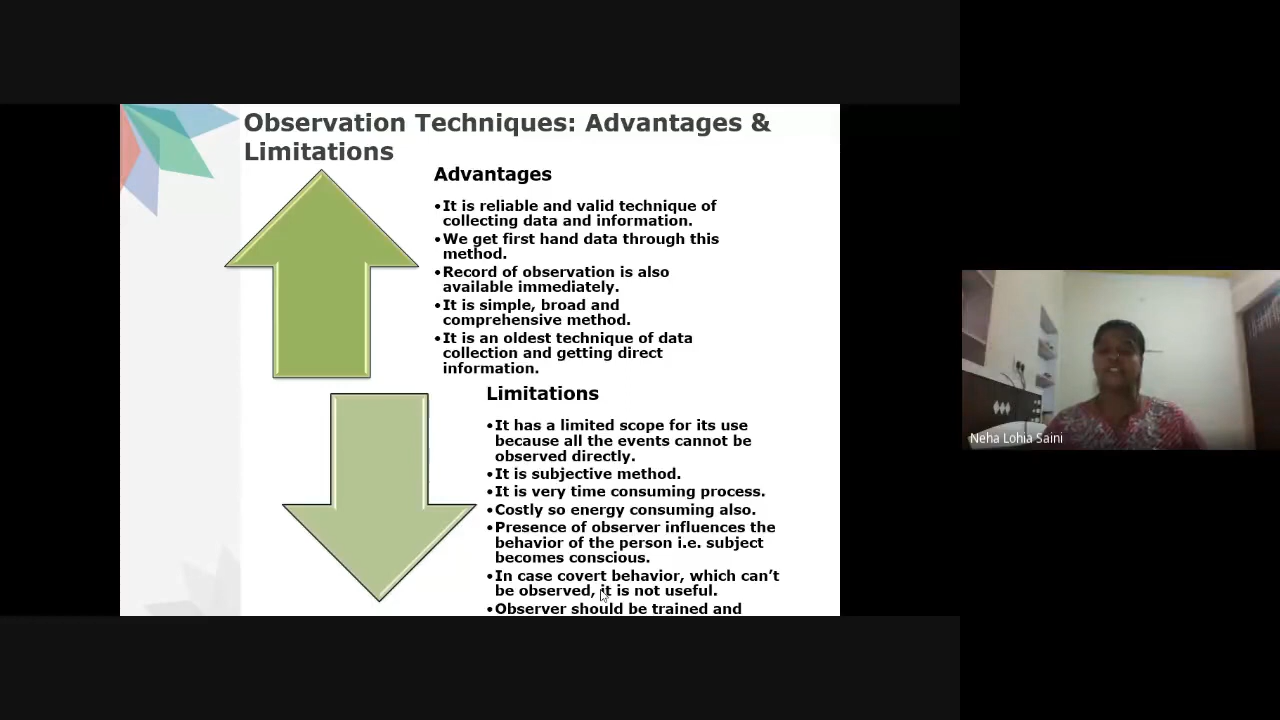 Observation Techniques: Advantages &
Limitations
Advantages
•It is reliable and valid technique of
collecting data and information.
•We get first hand data through this
method.
•Record of observation is also
available immediately.
•It is simple, broad and
comprehensive method.
•It is an oldest technique of data
collection and getting direct
information.
Limitations
•It has a limited scope for its use
because all the events cannot be
observed directly.
•It is subjective method.
•It is very time consuming process.
•Costly so energy consuming also.
•Presence of observer influences the
behavior of the person i.e. subject
becomes conscious.
•In case covert behavior, which can’t
be observed, it is not useful.
•Observer should be trained and
Neha Lohia Saini